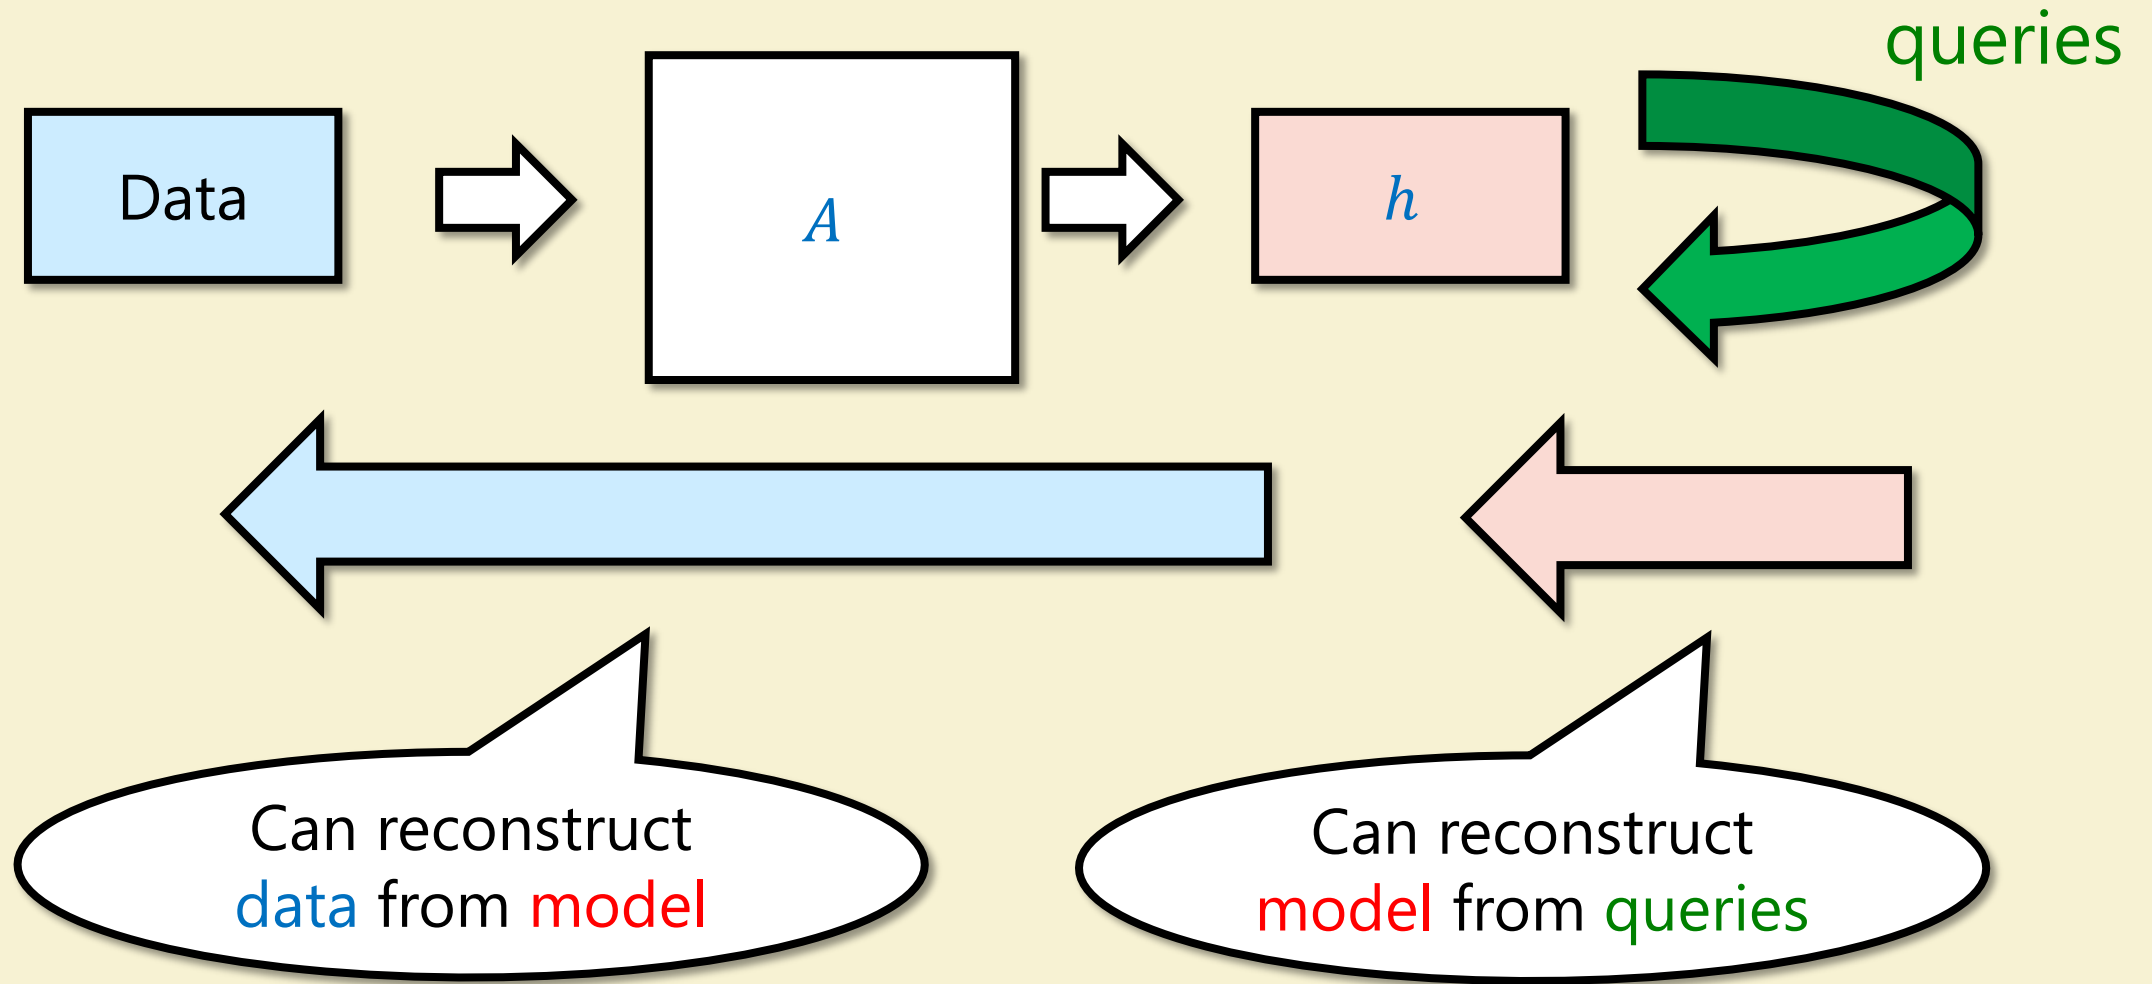 queries
Data
A
h
Can reconstruct
data from model
Can reconstruct
model from queries